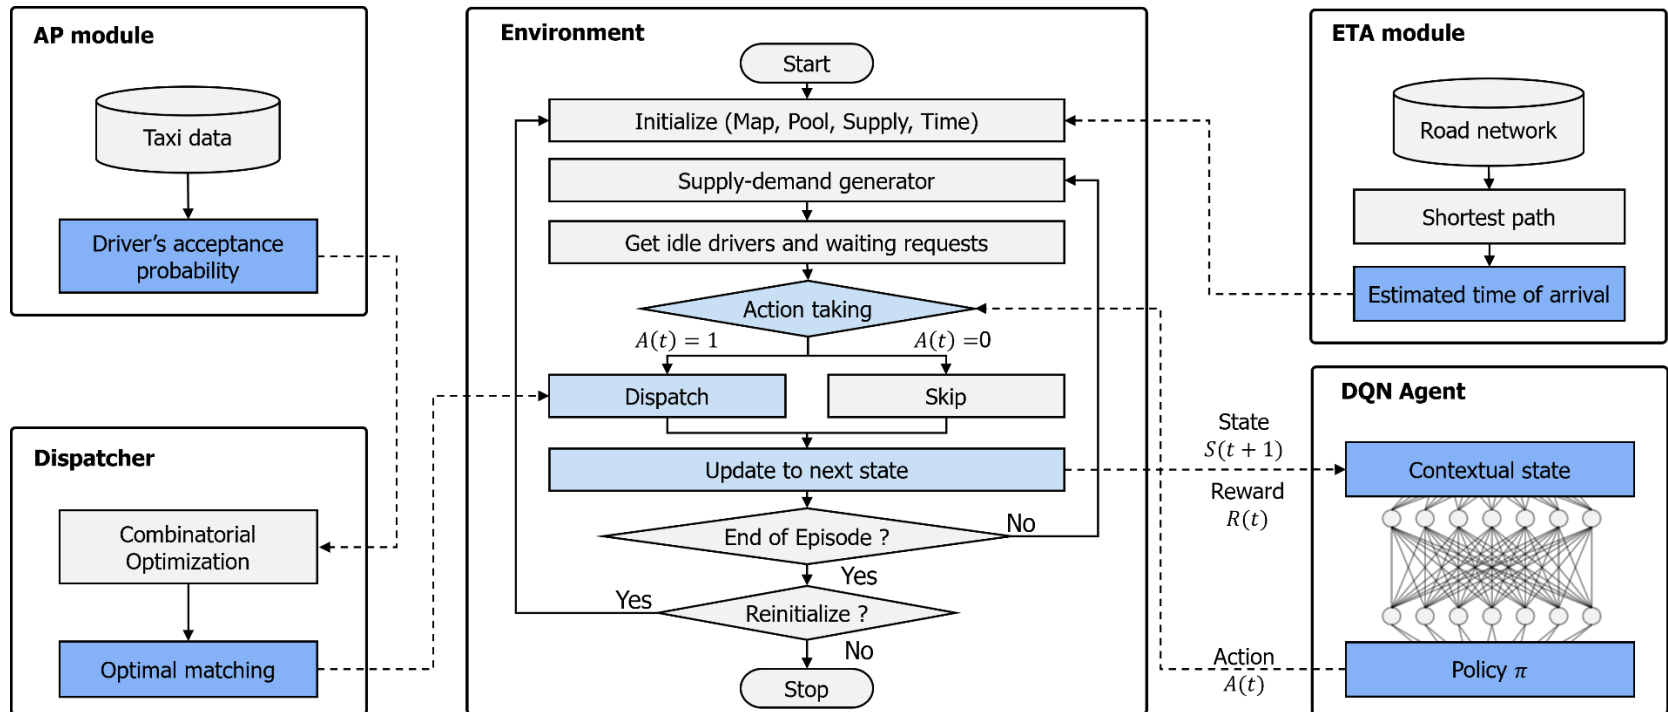 AP module
Taxi data
Driver’s acceptance
probability
Dispatcher
Combinatorial
Optimization
Optimal matching
Environment
Start
Initialize (Map, Pool, Supply, Time)
Supply-demand generator
Get idle drivers and waiting requests
Action taking
A(t) = 1
A(t) =0
Dispatch
Skip
Update to next state
End of Episode ?
No
Yes
Yes
Reinitialize ?
No
Stop
State
S(t + 1)
Reward
R(t)
Action
A(t)
ETA module
Road network
Shortest path
Estimated time of arrival
DQN Agent
Contextual state
Policy π